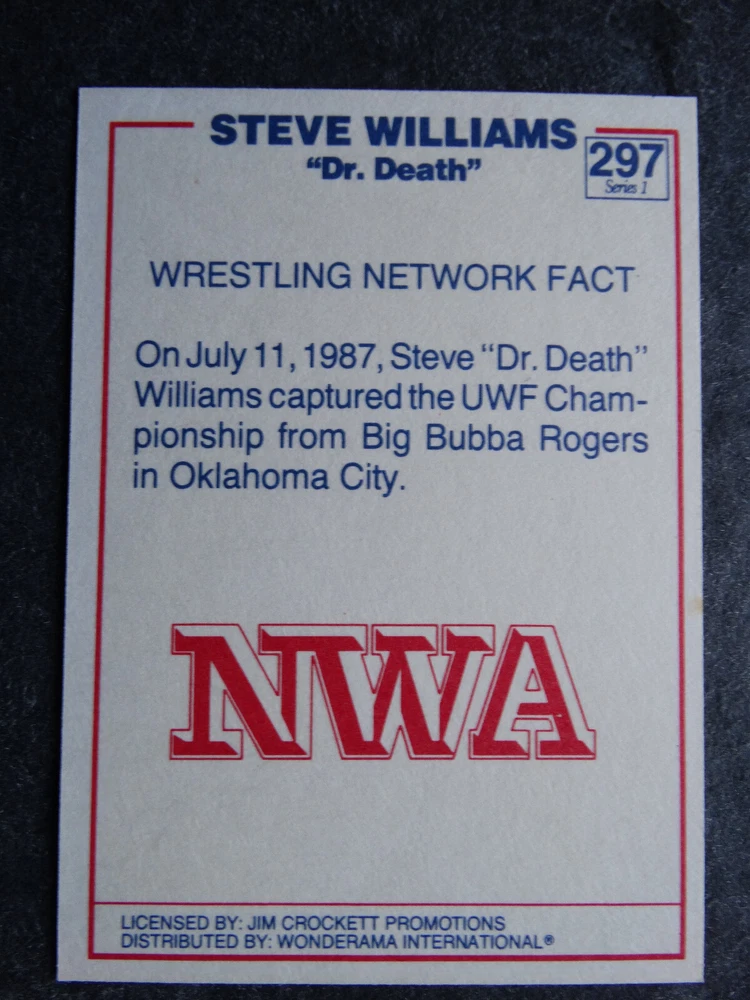 STEVE WILLIAMS
“Dr. Death”
297
Series 1
WRESTLING NETWORK FACT
On July 11, 1987, Steve “Dr. Death”
Williams captured the UWF Cham-
pionship from Big Bubba Rogers
in Oklahoma City.
NWA
LICENSED BY: JIM CROCKETT PROMOTIONS
DISTRIBUTED BY: WONDERAMA INTERNATIONAL®